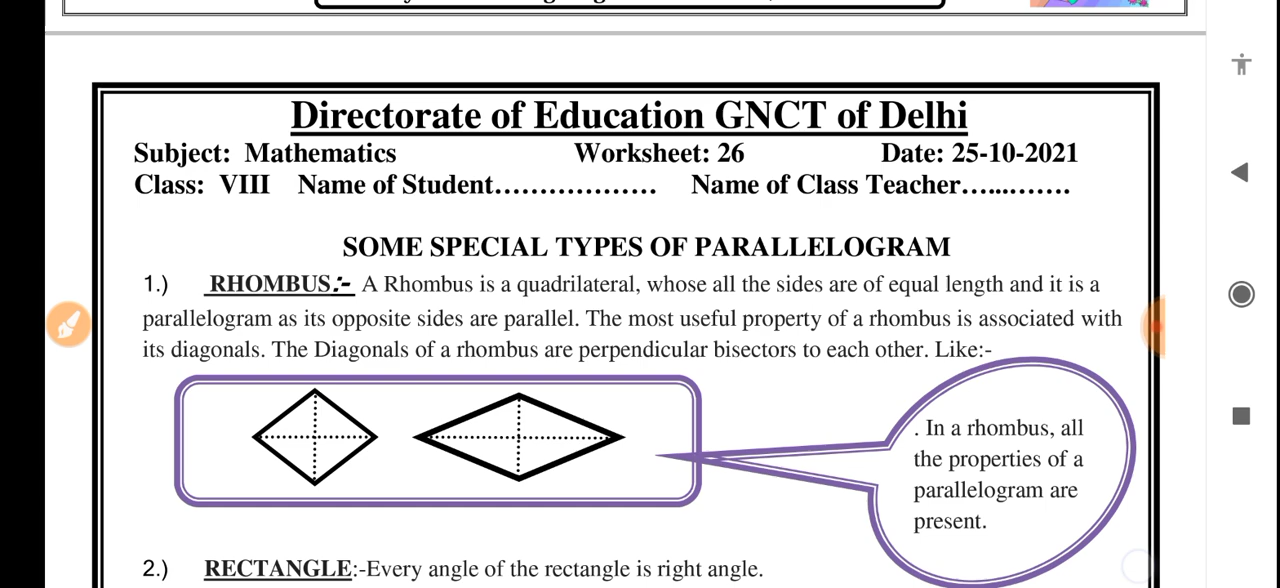 Directorate of Education GNCT of Delhi
Subject: Mathematics Worksheet: 26 Date: 25-10-2021
Class: VIII Name of Student.................. Name of Class Teacher…...…….
SOME SPECIAL TYPES OF PARALLELOGRAM
1.) RHOMBUS:- A Rhombus is a quadrilateral, whose all the sides are of equal length and it is a
parallelogram as its opposite sides are parallel. The most useful property of a rhombus is associated with
its diagonals. The Diagonals of a rhombus are perpendicular bisectors to each other. Like:-
. In a rhombus, all
the properties of a
parallelogram are
present.
2.) RECTANGLE:-Every angle of the rectangle is right angle.